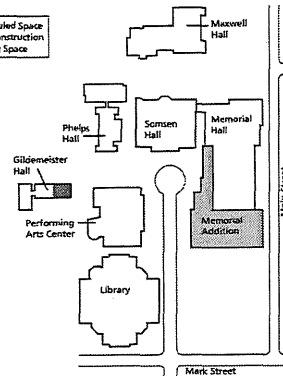 uled Space
onstruction
Space
Maxwell
Hall
Phelps
Hall
Somsen
Hall
Memorial
Hall
Gildemeister
Hall
Performing
Arts Center
Memorial
Addition
Library
Mark Street